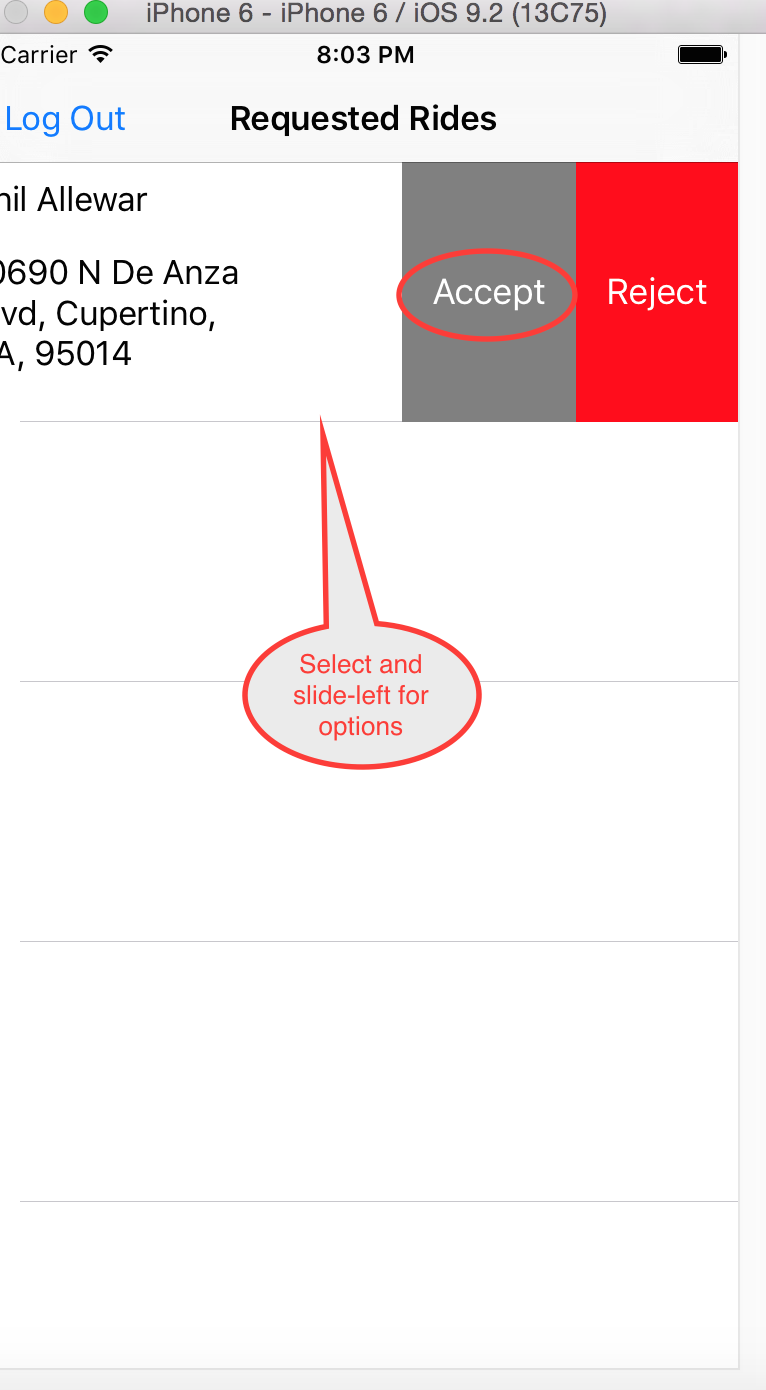 iPhone 6 - iPhone 6 / iOS 9.2 (13C75)
Carrier 8:03 PM
Log Out Requested Rides
nil Allewar
0690 N De Anza
vd, Cupertino,
A, 95014
Accept Reject
Select and
slide-left for
options